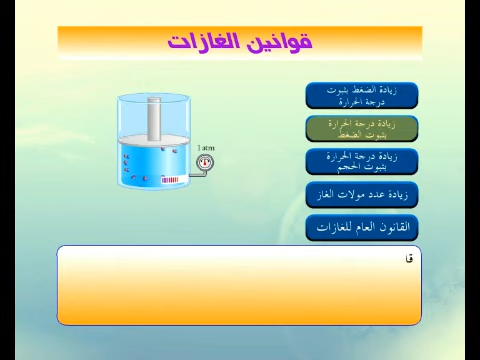 قوانين الغازات
زيادة الضغط بثبوت
درجة الحرارة
زيادة درجة الحرارة
بثبوت الضغط
1 atm
زيادة درجة الحرارة
بثبوت الحجم
زيادة عدد مولات الغاز
القانون العام للغازات
قا